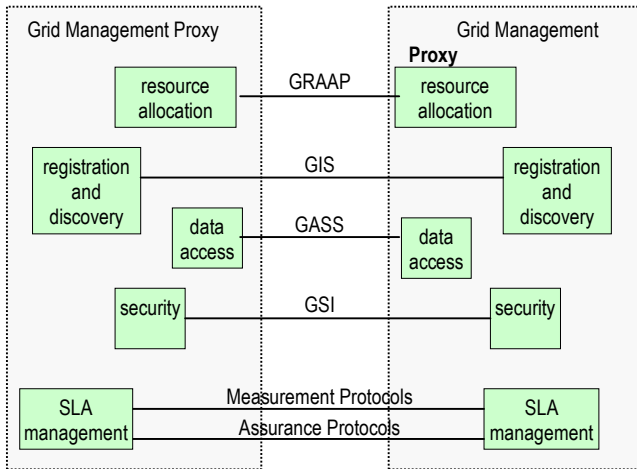 Grid Management Proxy
Grid Management
Proxy
resource
allocation
GRAAP
resource
allocation
registration
and
discovery
GIS
registration
and
discovery
data
access
GASS
data
access
security
GSI
security
SLA
management
Measurement Protocols
Assurance Protocols
SLA
management